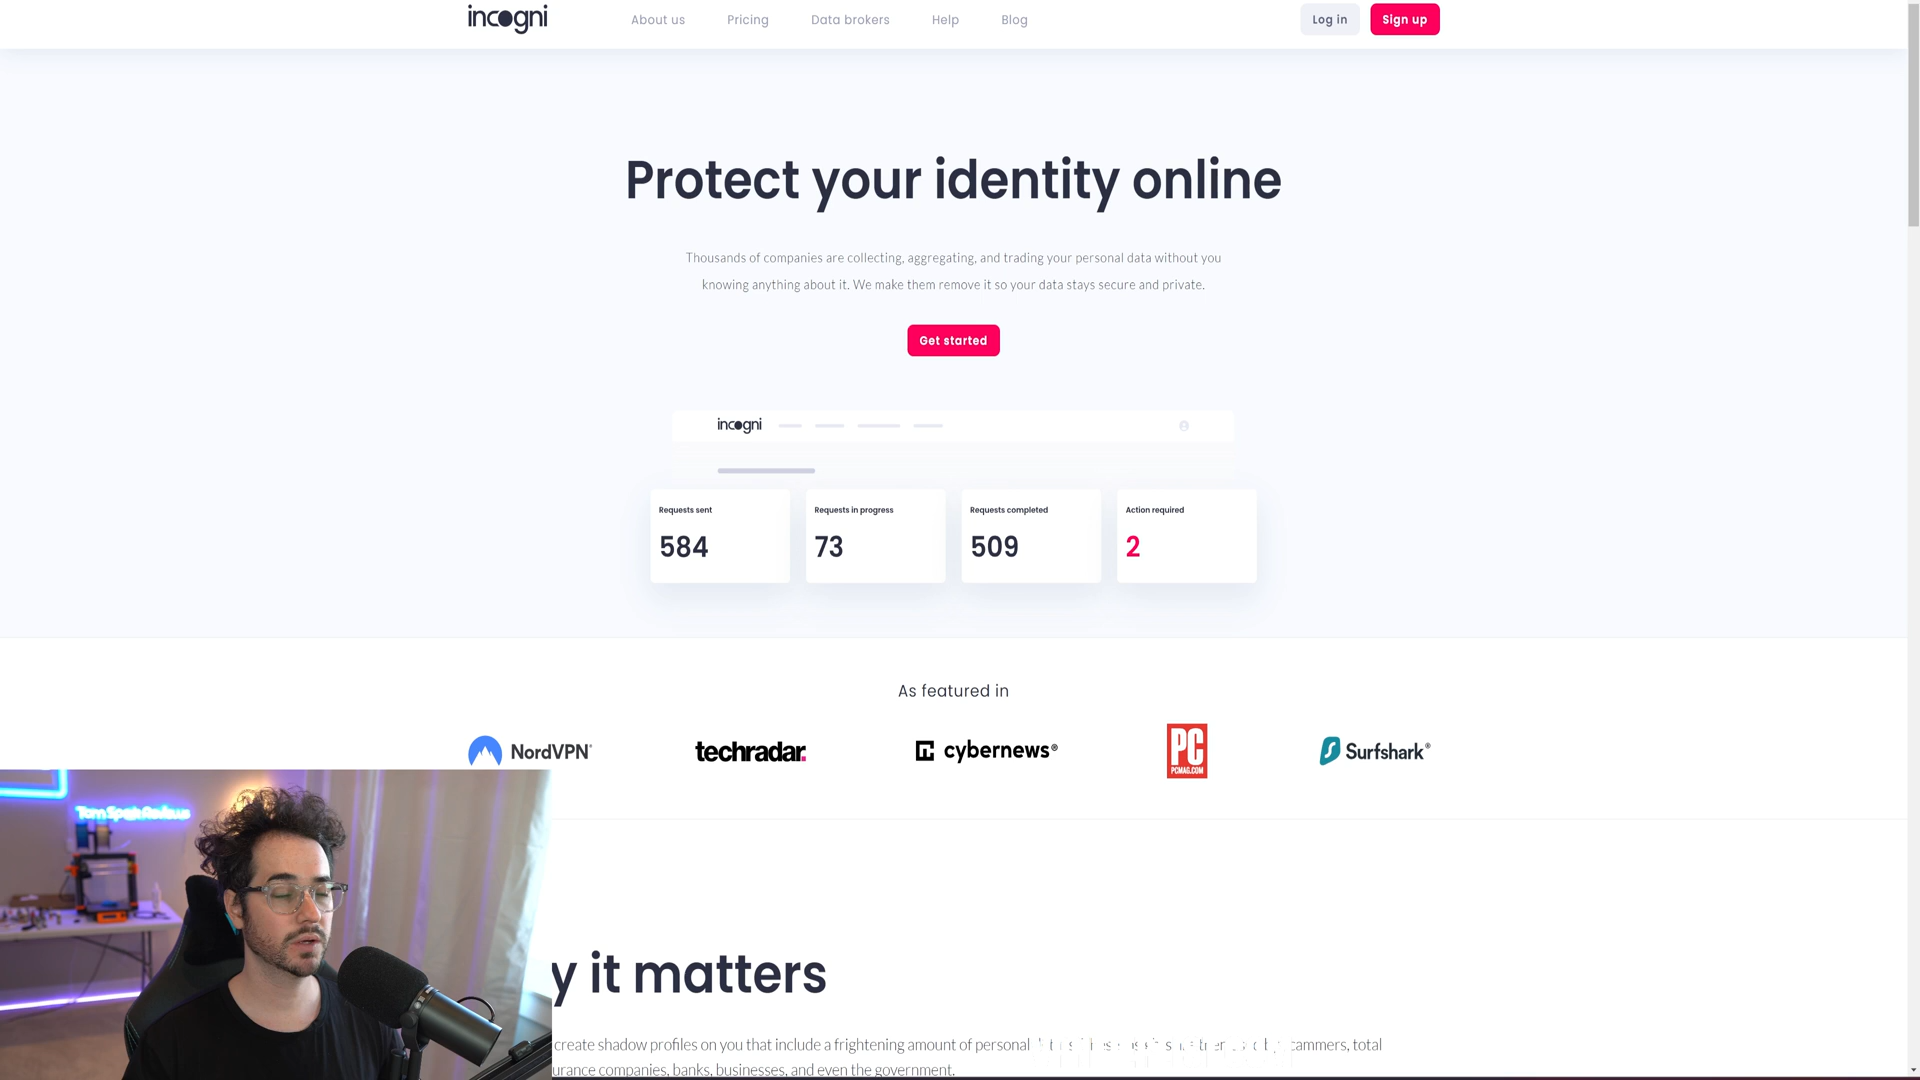 incogni
About us Pricing Data brokers Help Blog Log in Sign up
Protect your identity online
Thousands of companies are collecting, aggregating, and trading your personal data without you
knowing anything about it. We make them remove it so your data stays secure and private.
Get started
incogni
Requests sent Requests in progress Requests completed Action required
584 73 509 2
As featured in
NordVPN® techradar. cybernews® PC PCMAG.COM Surfshark®
Tom Spark Reviews
y it matters
create shadow profiles on you that include a frightening amount of personal cammers, total
urance companies, banks, businesses, and even the government.